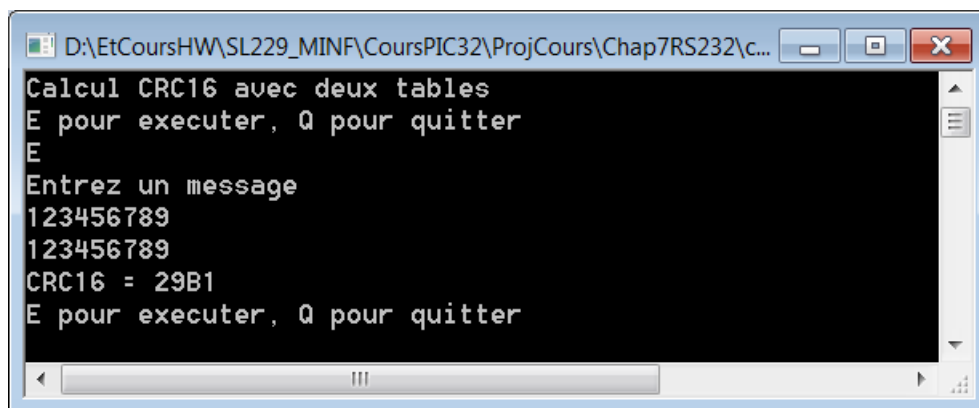 D:\EtCoursHW\SL229_MINF\CoursPIC32\ProjCours\Chap7RS232\c...
Calcul CRC16 avec deux tables
E pour executer, Q pour quitter
E
Entrez un message
123456789
123456789
CRC16 = 29B1
E pour executer, Q pour quitter